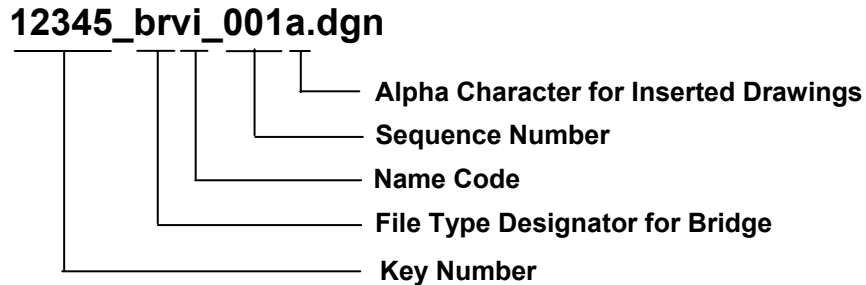 12345_brvi_001a.dgn
Alpha Character for Inserted Drawings
Sequence Number
Name Code
File Type Designator for Bridge
Key Number